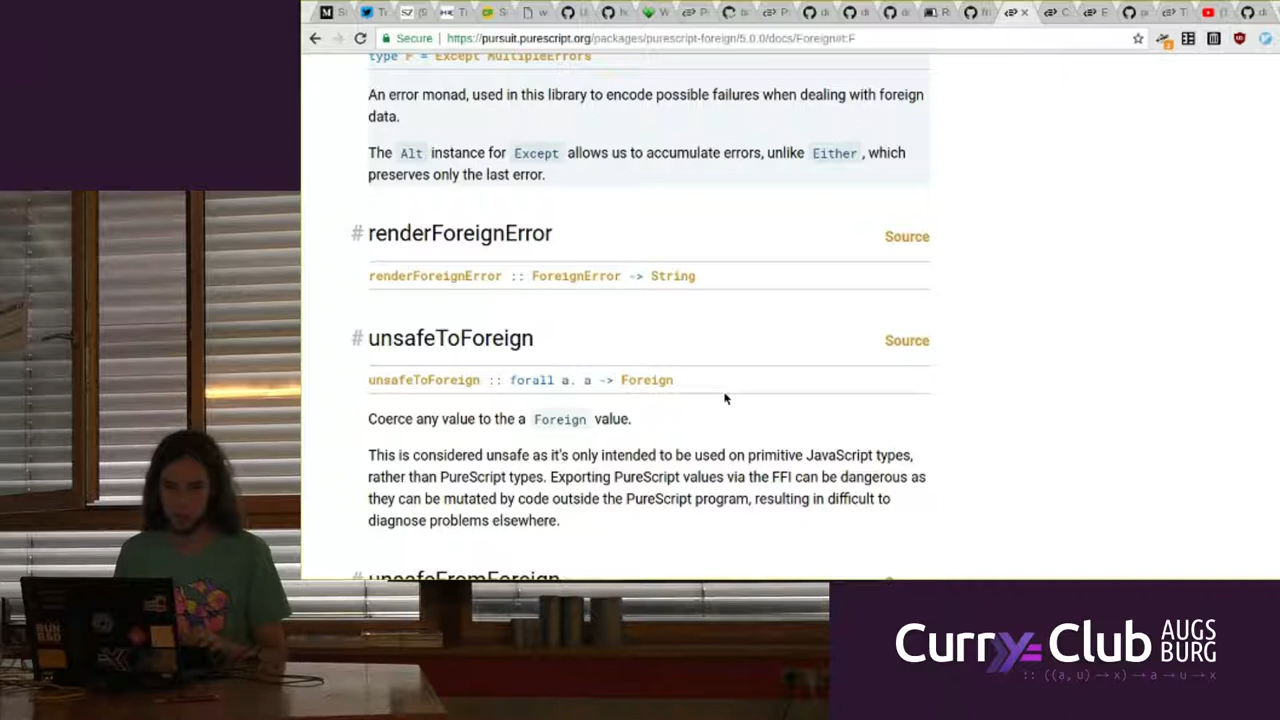 Secure
https://pursuit.purescript.org/packages/purescript-foreign/5.0.0/docs/Foreign#t:F
type F = Except MultipleErrors
An error monad, used in this library to encode possible failures when dealing with foreign
data.
The Alt instance for Except allows us to accumulate errors, unlike Either , which
preserves only the last error.
# renderForeignError
Source
renderForeignError :: ForeignError -> String
# unsafeToForeign
Source
unsafeToForeign :: forall a. a -> Foreign
Coerce any value to the a Foreign value.
This is considered unsafe as it's only intended to be used on primitive JavaScript types,
rather than PureScript types. Exporting PureScript values via the FFI can be dangerous as
they can be mutated by code outside the PureScript program, resulting in difficult to
diagnose problems elsewhere.
# unsafeFromForeign
Curry Club AUGS
BURG
:: ((a, u) → x) → a → u → x